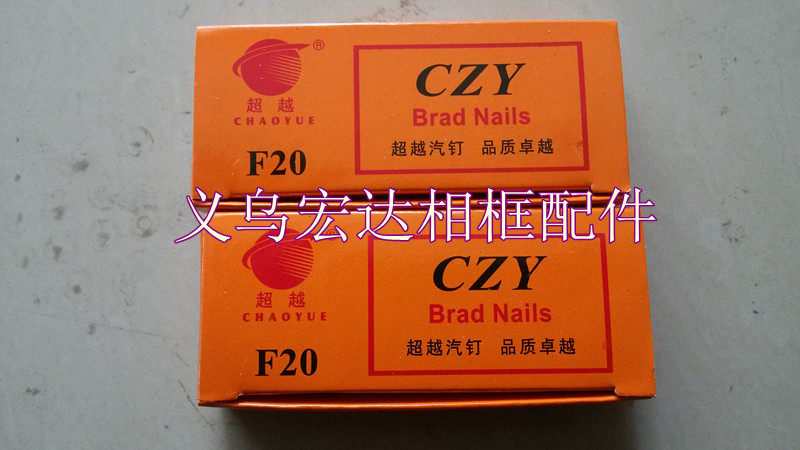 ®
超越
CHAOYUE
F20
CZY
Brad Nails
超越汽钉 品质卓越
义乌宏达相框配件
超越
CHAOYUE
F20
CZY
Brad Nails
超越汽钉 品质卓越